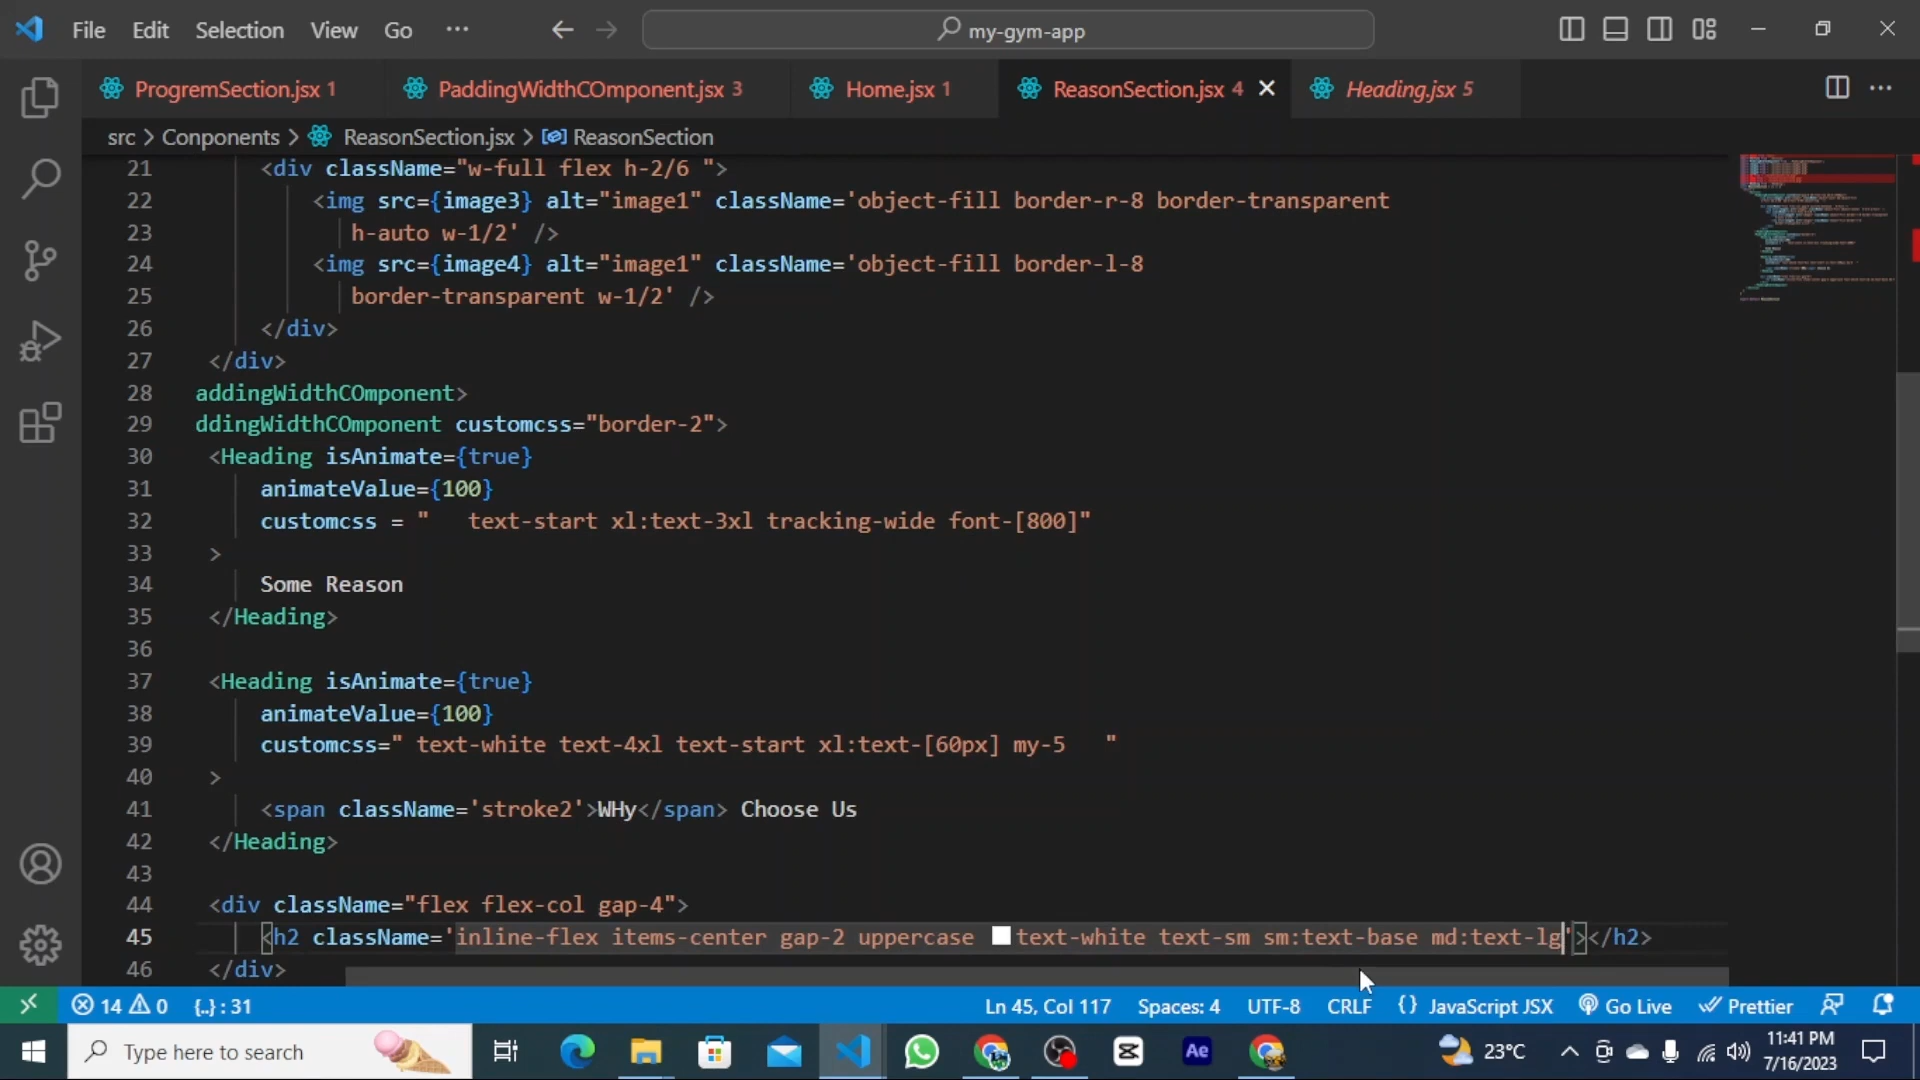 File Edit Selection View Go ··· my-gym-app
ProgremSection.jsx 1 PaddingWidthCOmponent.jsx 3 Home.jsx 1 ReasonSection.jsx 4 Heading.jsx 5
src > Conponents > ReasonSection.jsx > ReasonSection
21 <div className="w-full flex h-2/6 ">
22 <img src={image3} alt="image1" className='object-fill border-r-8 border-transparent
23 h-auto w-1/2' />
24 <img src={image4} alt="image1" className='object-fill border-l-8
25 border-transparent w-1/2' />
26 </div>
27 </div>
28 addingWidthCOmponent>
29 ddingWidthCOmponent customcss="border-2">
30 <Heading isAnimate={true}
31 animateValue={100}
32 customcss = "   text-start xl:text-3xl tracking-wide font-[800]"
33 >
34 Some Reason
35 </Heading>
36
37 <Heading isAnimate={true}
38 animateValue={100}
39 customcss=" text-white text-4xl text-start xl:text-[60px] my-5   "
40 >
41 <span className='stroke2'>WHy</span> Choose Us
42 </Heading>
43
44 <div className="flex flex-col gap-4">
45 <h2 className='inline-flex items-center gap-2 uppercase text-white text-sm sm:text-base md:text-lg'></h2>
46 </div>
14 0 {..} : 31 Ln 45, Col 117 Spaces: 4 UTF-8 CRLF {} JavaScript JSX Go Live Prettier
Type here to search Ae 23°C 11:41 PM
7/16/2023